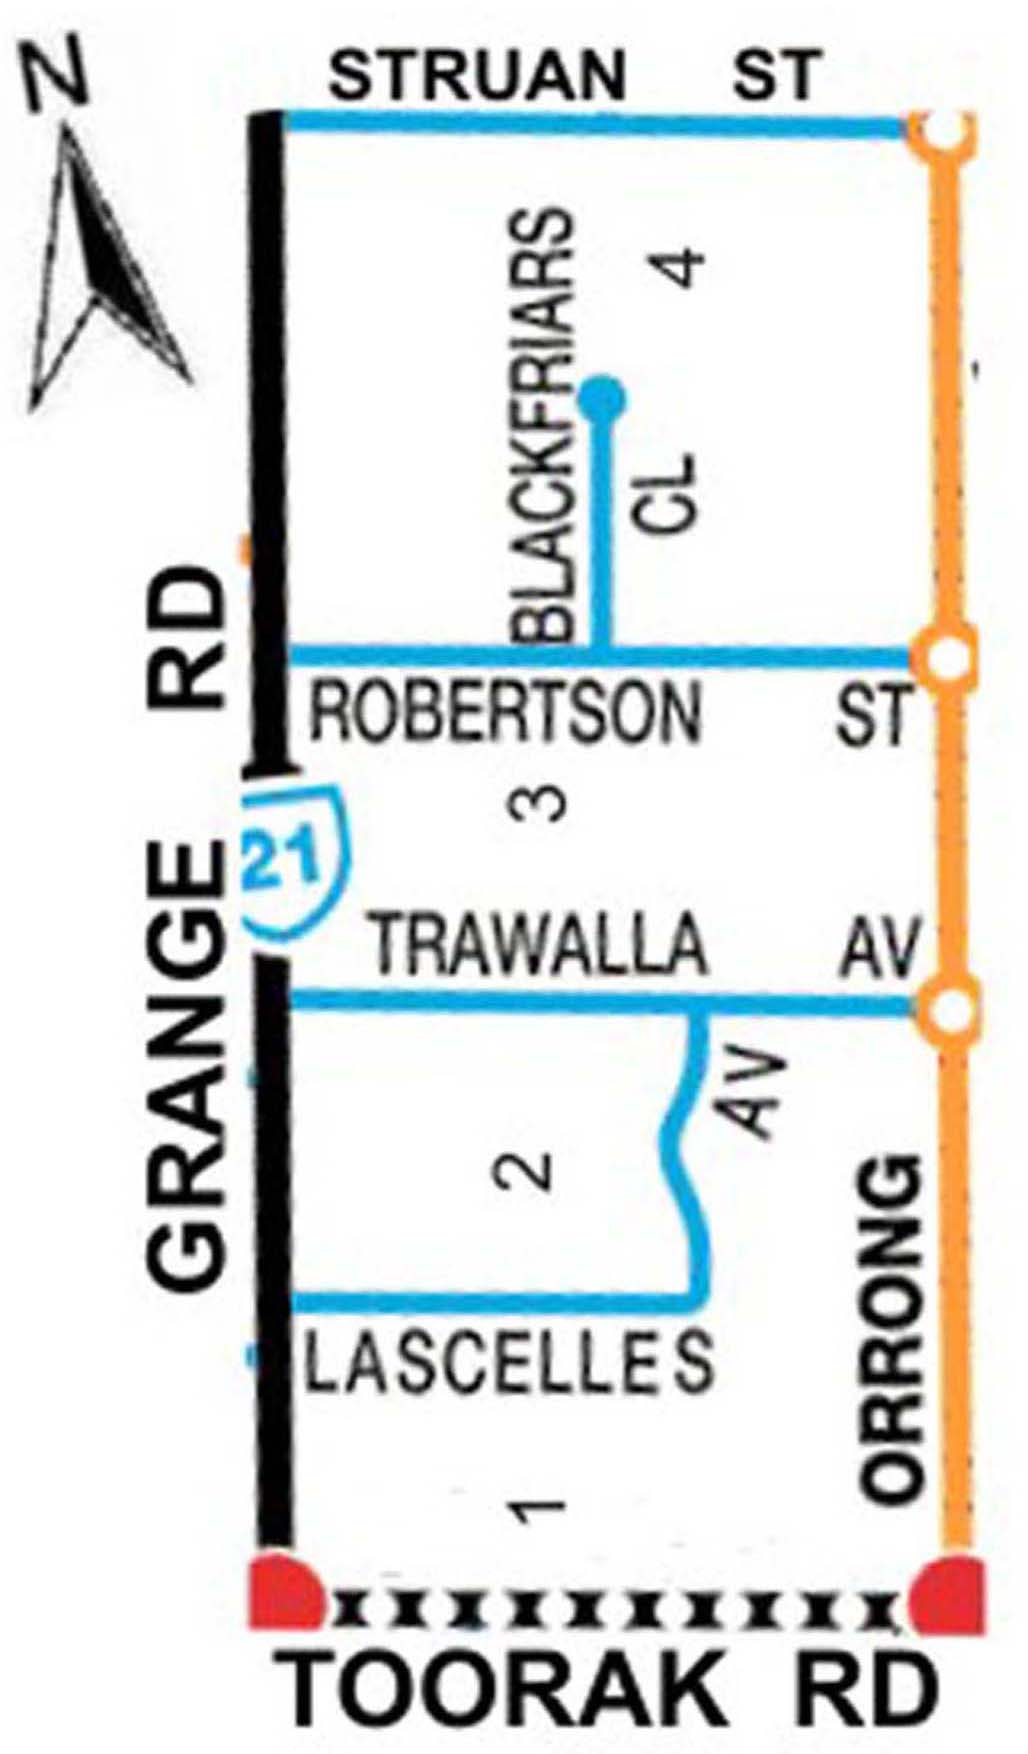 N
STRUAN ST
BLACKFRIARS
4
CL
GRANGE RD
ROBERTSON ST
3
21
TRAWALLA AV
AV
2
LASCELLES
ORRONG
1
TOORAK RD